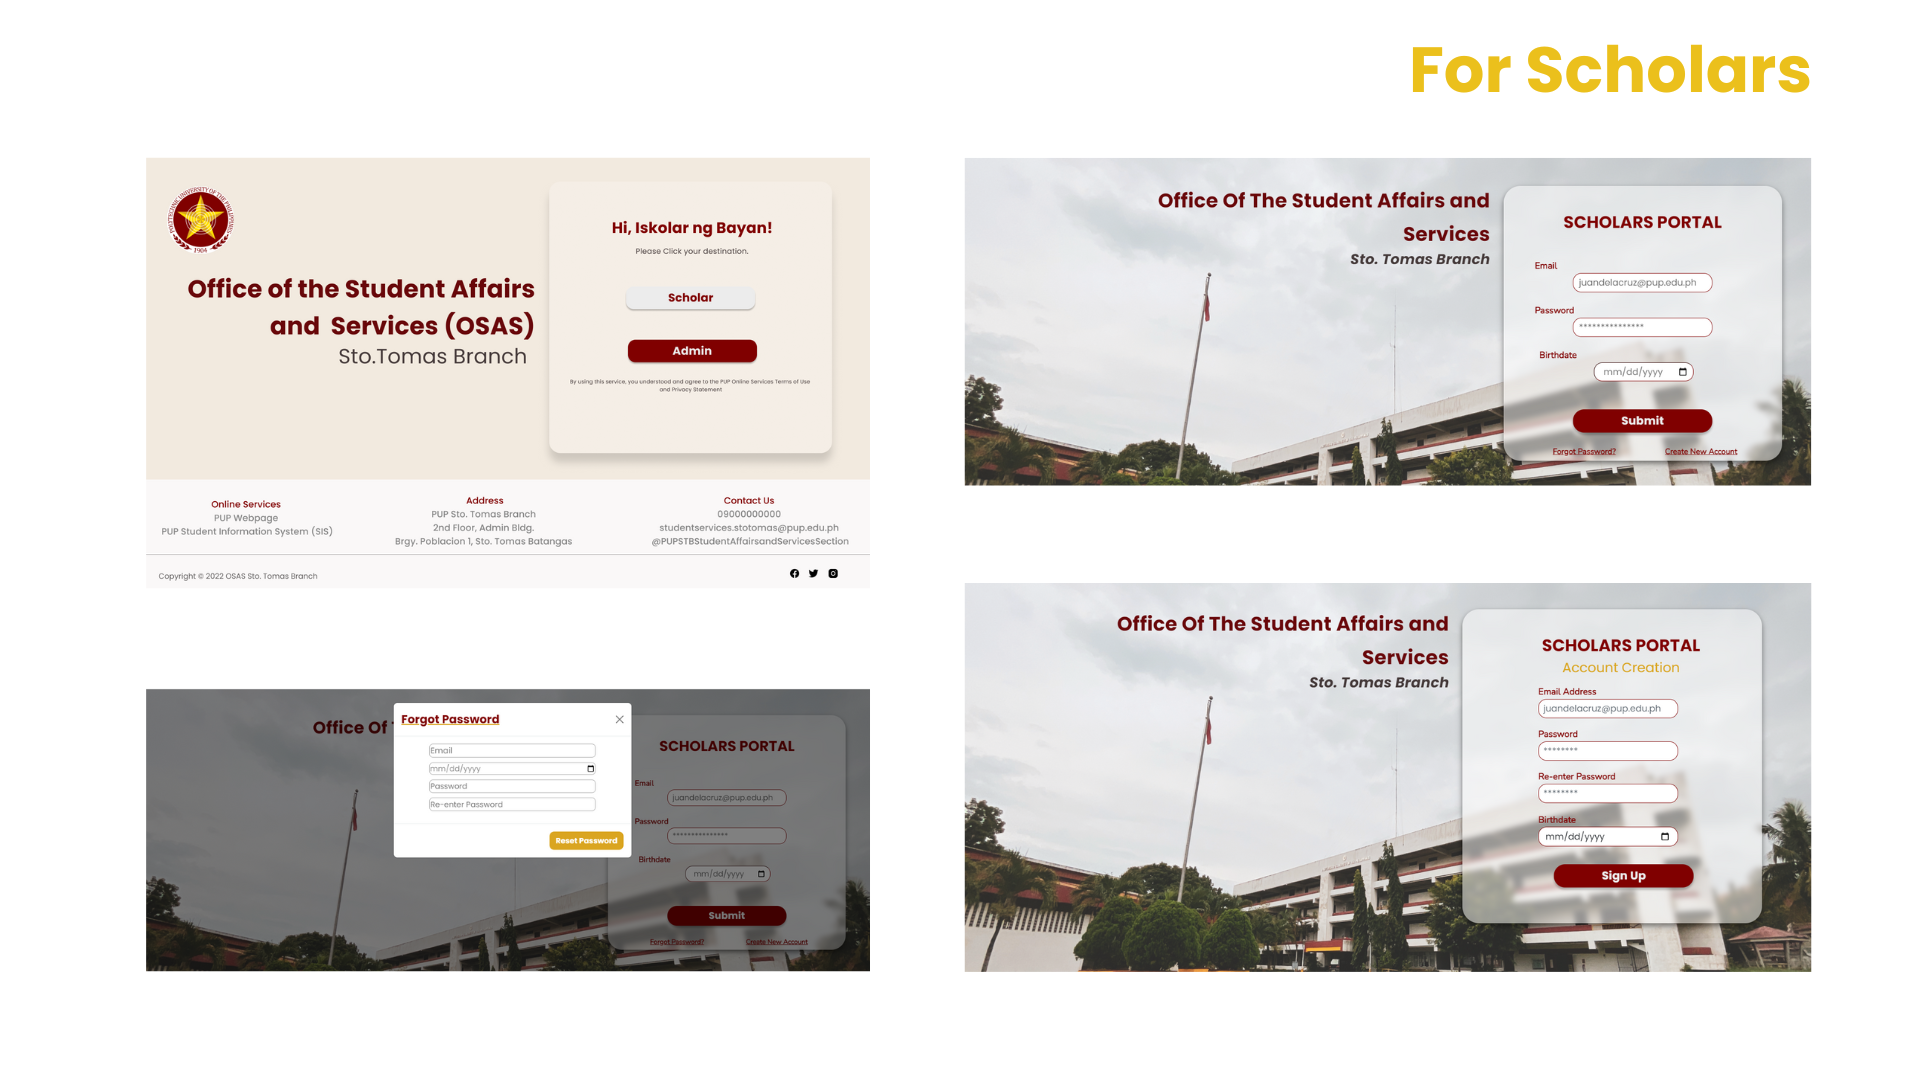 For Scholars
POLYTECHNIC UNIVERSITY OF THE PHILIPPINES
1904
Office of the Student Affairs
and Services (OSAS)
Sto.Tomas Branch
Hi, Iskolar ng Bayan!
Please Click your destination.
Scholar
Admin
By using this service, you understood and agree to the PUP Online Services Terms of Use
and Privacy Statement
Online Services
PUP Webpage
PUP Student Information System (SIS)
Address
PUP Sto. Tomas Branch
2nd Floor, Admin Bldg.
Brgy. Poblacion 1, Sto. Tomas Batangas
Contact Us
09000000000
studentservices.stotomas@pup.edu.ph
@PUPSTBStudentAffairsandServicesSection
Copyright © 2022 OSAS Sto. Tomas Branch
Office Of The Student Affairs and
Services
Sto. Tomas Branch
SCHOLARS PORTAL
Email
juandelacruz@pup.edu.ph
Password
***************
Birthdate
mm/dd/yyyy
Submit
Forgot Password?
Create New Account
Office Of
Forgot Password
Email
mm/dd/yyyy
Password
Re-enter Password
Reset Password
SCHOLARS PORTAL
Email
juandelacruz@pup.edu.ph
Password
***************
Birthdate
mm/dd/yyyy
Submit
Forgot Password?
Create New Account
Office Of The Student Affairs and
Services
Sto. Tomas Branch
SCHOLARS PORTAL
Account Creation
Email Address
juandelacruz@pup.edu.ph
Password
********
Re-enter Password
********
Birthdate
mm/dd/yyyy
Sign Up